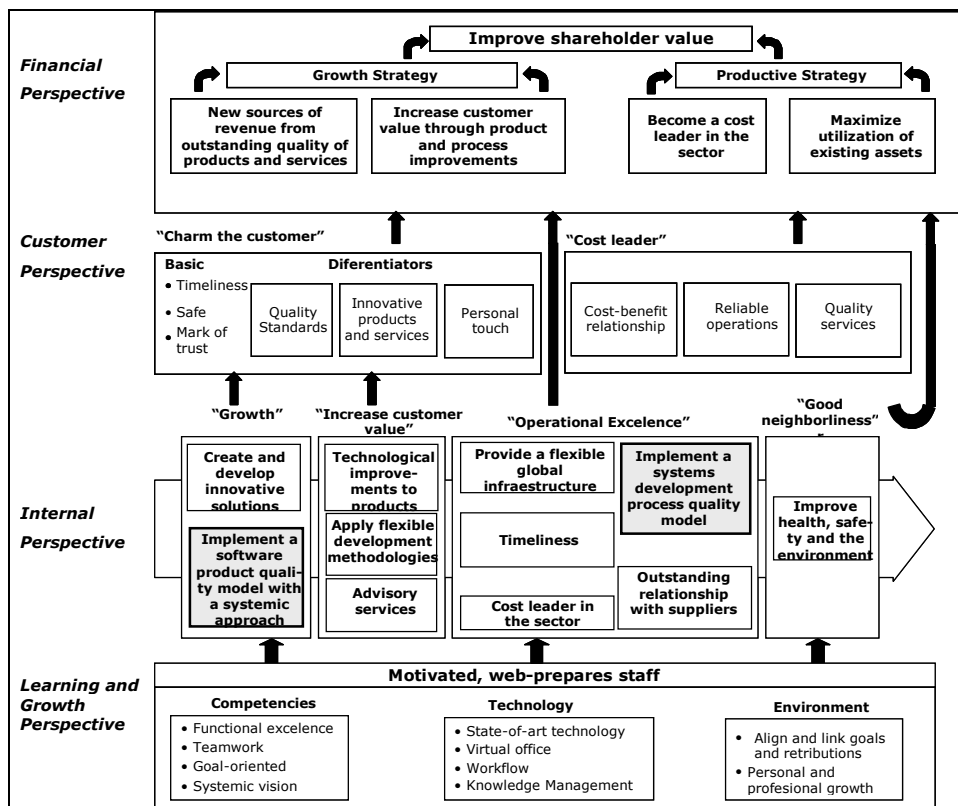 Improve shareholder value
Financial
Perspective
Growth Strategy
Productive Strategy
New sources of
revenue from
outstanding quality of
products and services
Increase customer
value through product
and process
improvements
Become a cost
leader in the
sector
Maximize
utilization of
existing assets
Customer
Perspective
“Charm the customer”
“Cost leader”
Basic
• Timeliness
• Safe
• Mark of
trust
Diferentiators
Quality
Standards
Innovative
products
and services
Personal
touch
Cost-benefit
relationship
Reliable
operations
Quality
services
Internal
Perspective
“Growth”
“Increase customer
value”
“Operational Excelence”
“Good
neighborliness”
Create and
develop
innovative
solutions
Implement a
software
product quali-
ty model with
a systemic
approach
Technological
improve-
ments to
products
Apply flexible
development
methodologies
Advisory
services
Provide a flexible
global
infraestructure
Timeliness
Cost leader in
the sector
Implement a
systems
development
process quality
model
Outstanding
relationship
with suppliers
Improve
health, safe-
ty and the
environment
Learning and
Growth
Perspective
Motivated, web-prepares staff
Competencies
• Functional excelence
• Teamwork
• Goal-oriented
• Systemic vision
Technology
• State-of-art technology
• Virtual office
• Workflow
• Knowledge Management
Environment
• Align and link goals
and retributions
• Personal and
profesional growth